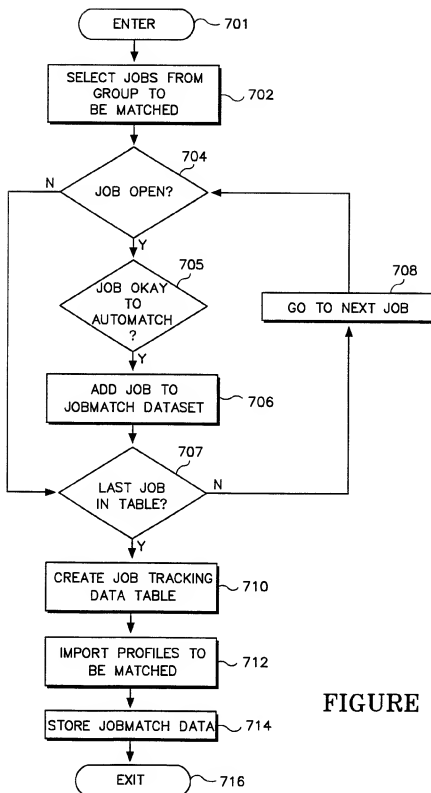 ENTER
701
SELECT JOBS FROM
GROUP TO
BE MATCHED
702
704
JOB OPEN?
N
Y
705
JOB OKAY
TO
AUTOMATCH
?
Y
708
GO TO NEXT JOB
ADD JOB TO
JOBMATCH DATASET
706
707
LAST JOB
IN TABLE?
N
Y
CREATE JOB TRACKING
DATA TABLE
710
IMPORT PROFILES TO
BE MATCHED
712
FIGURE
STORE JOBMATCH DATA
714
EXIT
716